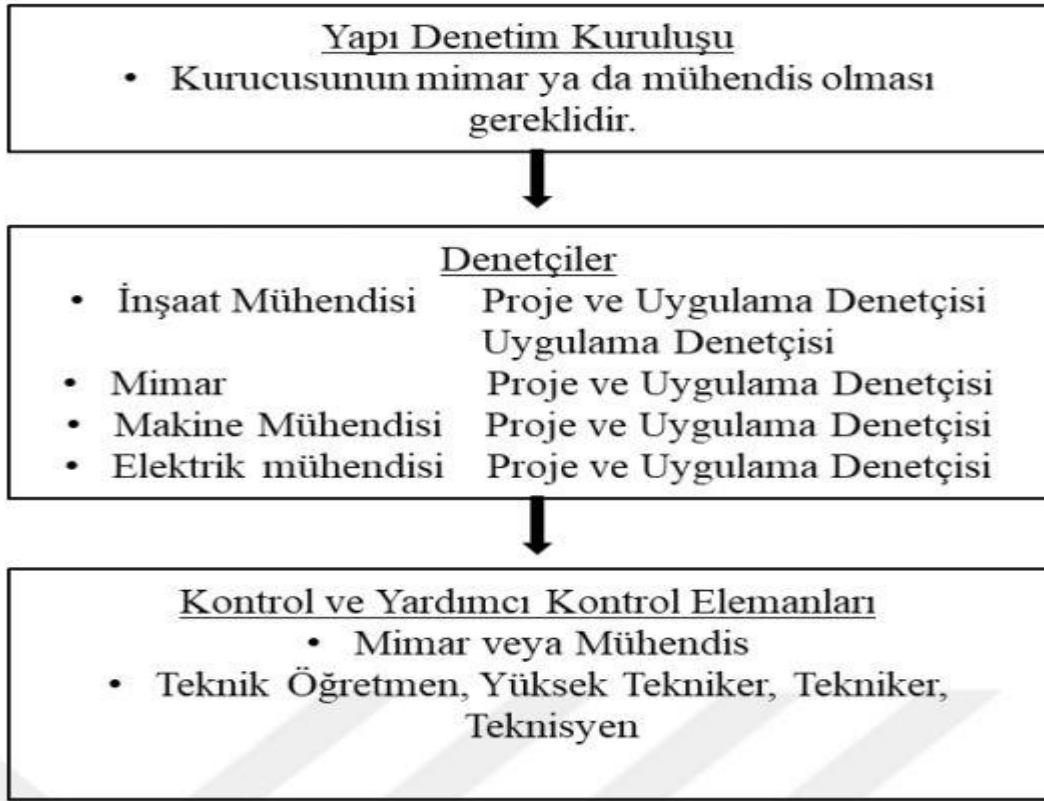 Yapı Denetim Kuruluşu
• Kurucusunun mimar ya da mühendis olması
gereklidir.
Denetçiler
• İnşaat Mühendisi Proje ve Uygulama Denetçisi
Uygulama Denetçisi
• Mimar Proje ve Uygulama Denetçisi
• Makine Mühendisi Proje ve Uygulama Denetçisi
• Elektrik mühendisi Proje ve Uygulama Denetçisi
Kontrol ve Yardımcı Kontrol Elemanları
• Mimar veya Mühendis
• Teknik Öğretmen, Yüksek Tekniker, Tekniker,
Teknisyen